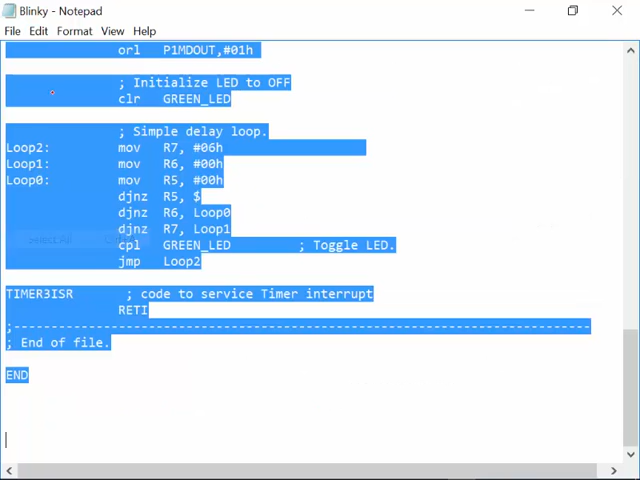 Blinky - Notepad
File Edit Format View Help
orl P1MDOUT,#01h
; Initialize LED to OFF
clr GREEN_LED
; Simple delay loop.
Loop2: mov R7, #06h
Loop1: mov R6, #00h
Loop0: mov R5, #00h
djnz R5, $
djnz R6, Loop0
djnz R7, Loop1
cpl GREEN_LED ; Toggle LED.
jmp Loop2
TIMER3ISR ; code to service Timer interrupt
RETI
;---------------------------------------------------------------------
; End of file.
END